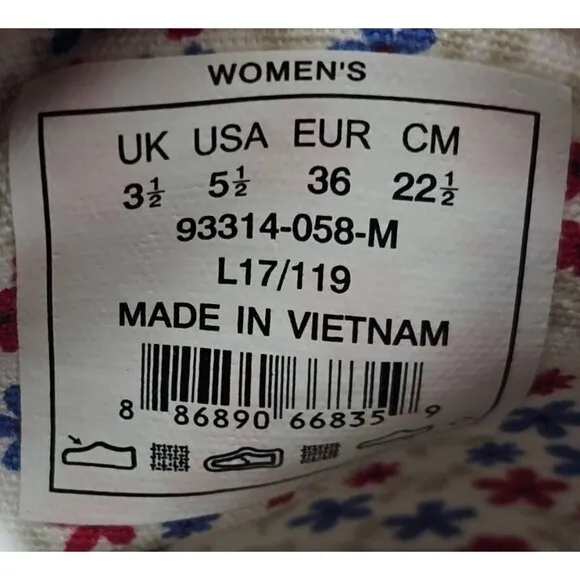 WOMEN'S
UK USA EUR CM
3½ 5½ 36 22½
93314-058-M
L17/119
MADE IN VIETNAM
8 86890 66835 9